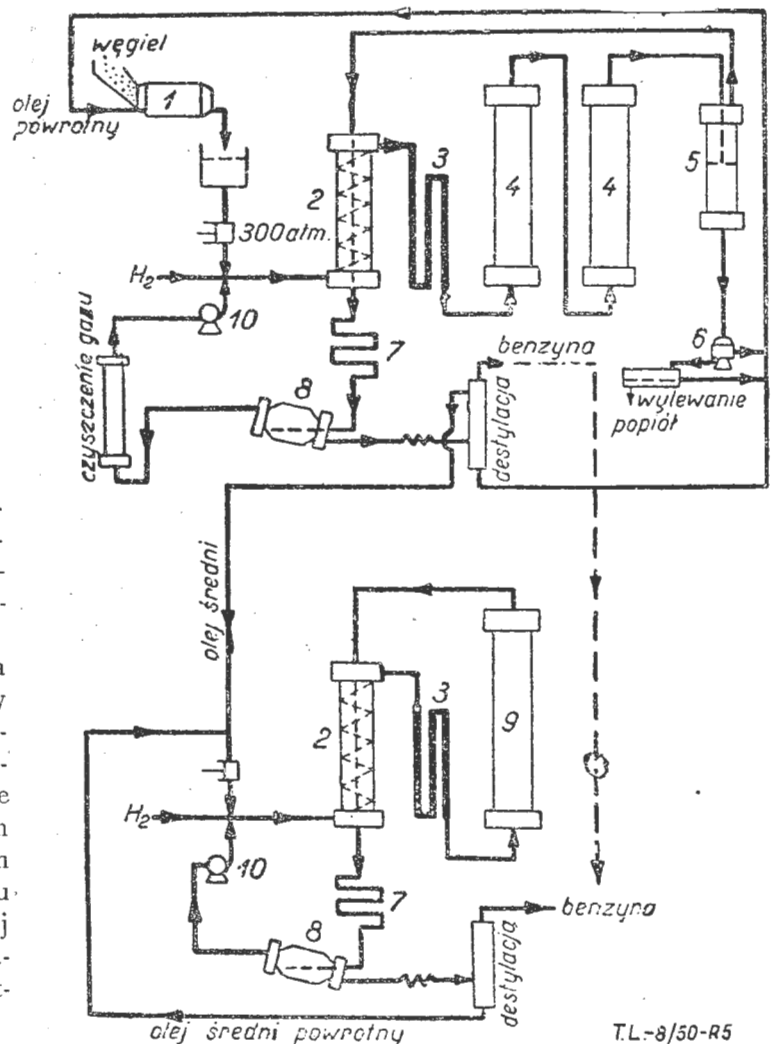 węgiel
1
olej
powrotny
2
3
4
4
5
300 atm.
H₂
10
czyszczenie gazu
7
8
6
wylewanie
popiół
benzyna
destylacja
olej średni
a
y
2
3
9
e
n
n
u
j
H₂
10
7
8
benzyna
destylacja
olej średni powrotny
T.L.-8/50-R5